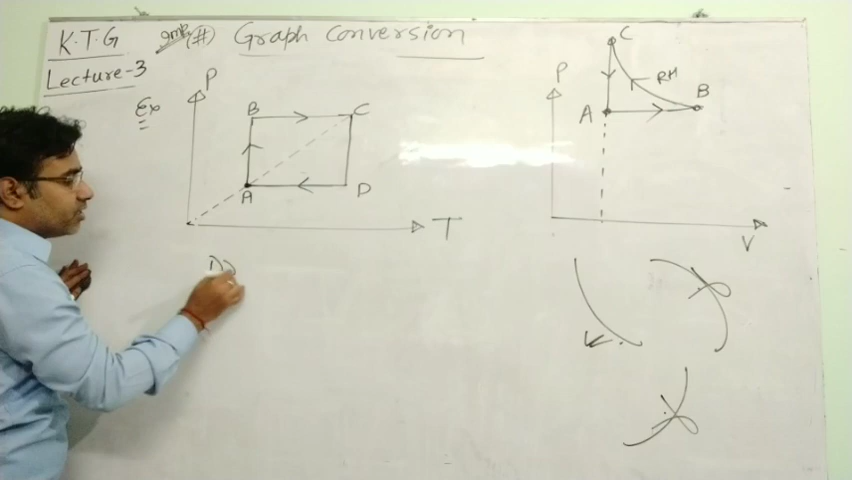 K.T.G
Lecture-3
Imp (#) Graph Conversion
Ex
P
B C
A D
T
C
P
RH
A B
V